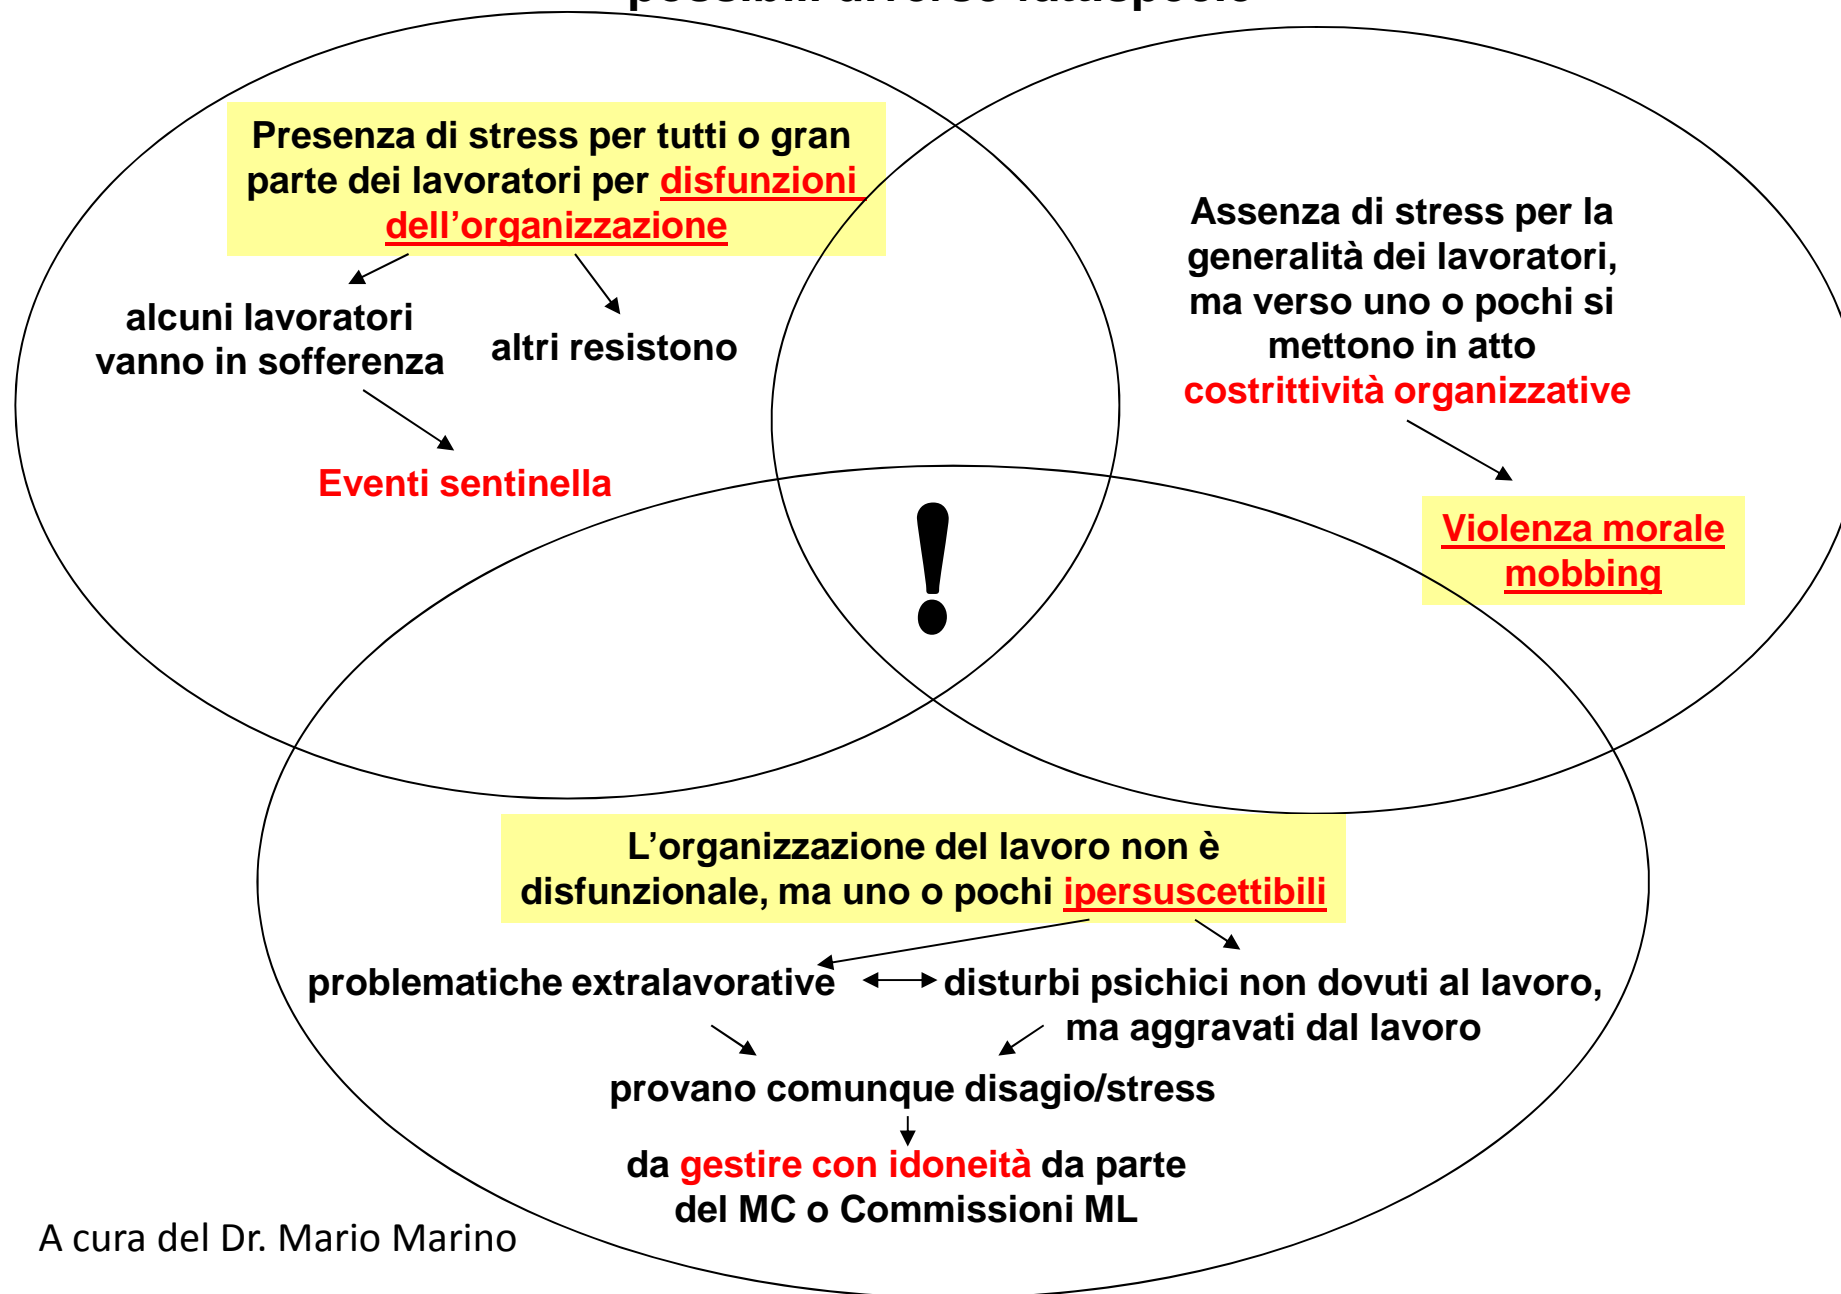 possibili diverse fattispecie
Presenza di stress per tutti o gran
parte dei lavoratori per disfunzioni
dell’organizzazione
alcuni lavoratori
vanno in sofferenza
altri resistono
Eventi sentinella
Assenza di stress per la
generalità dei lavoratori,
ma verso uno o pochi si
mettono in atto
costrittività organizzative
Violenza morale
mobbing
!
L’organizzazione del lavoro non è
disfunzionale, ma uno o pochi ipersuscettibili
problematiche extralavorative
disturbi psichici non dovuti al lavoro,
ma aggravati dal lavoro
provano comunque disagio/stress
da gestire con idoneità da parte
del MC o Commissioni ML
A cura del Dr. Mario Marino